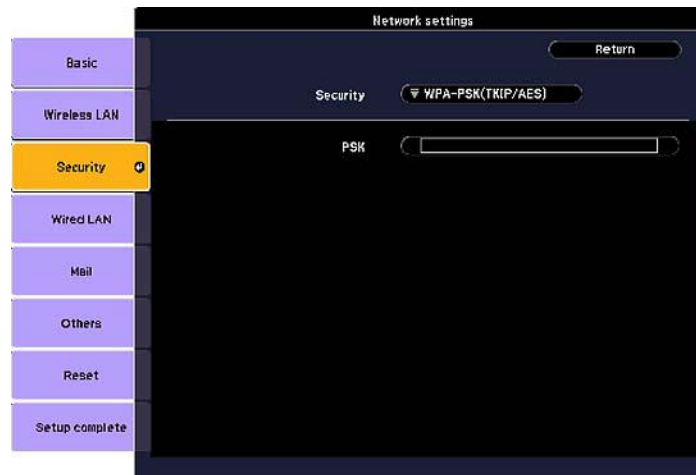 Network settings
Return
Basic
Security WPA-PSK(TKIP/AES)
Wireless LAN
PSK
Security
Wired LAN
Mail
Others
Reset
Setup complete